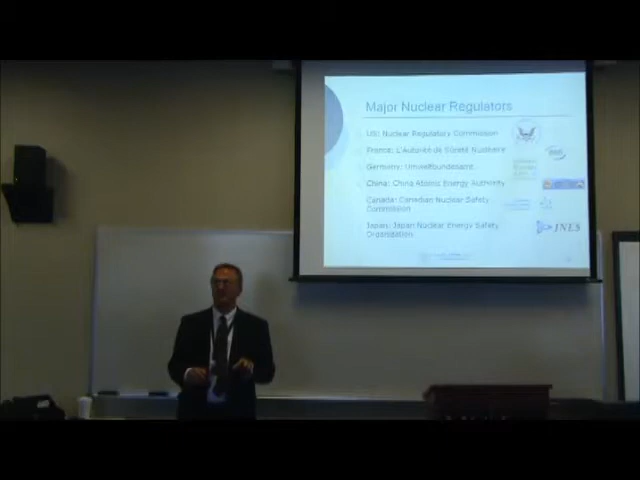 Major Nuclear Regulators
US: Nuclear Regulatory Commission
France: L'Autorité de Sûreté Nucléaire
Germany: Umweltbundesamt
China: China Atomic Energy Authority
Canada: Canadian Nuclear Safety
Commission
Japan: Japan Nuclear Energy Safety
Organization
JNES